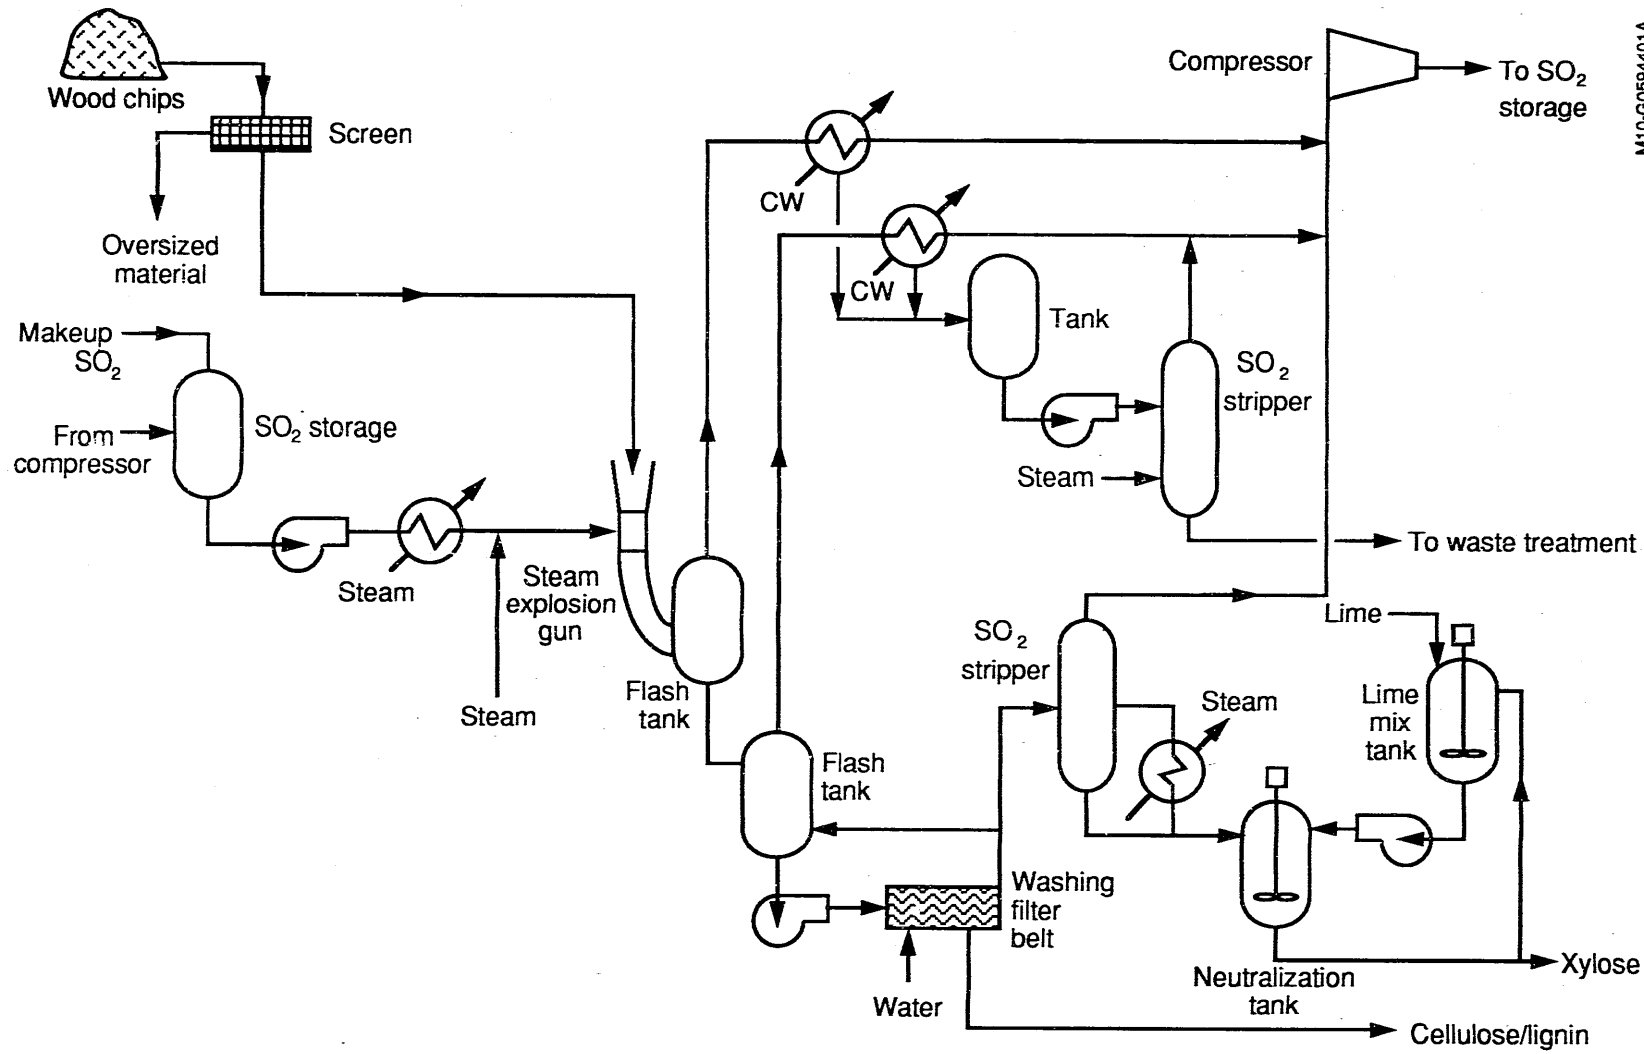 Wood chips
Screen
Oversized
material
Makeup
SO2
From
compressor
SO2 storage
Steam
Steam
Steam
explosion
gun
Flash
tank
Flash
tank
CW
CW
Tank
SO2
stripper
Steam
Compressor
To SO2
storage
To waste treatment
SO2
stripper
Steam
Lime
Lime
mix
tank
Washing
filter
belt
Water
Neutralization
tank
Xylose
Cellulose/lignin